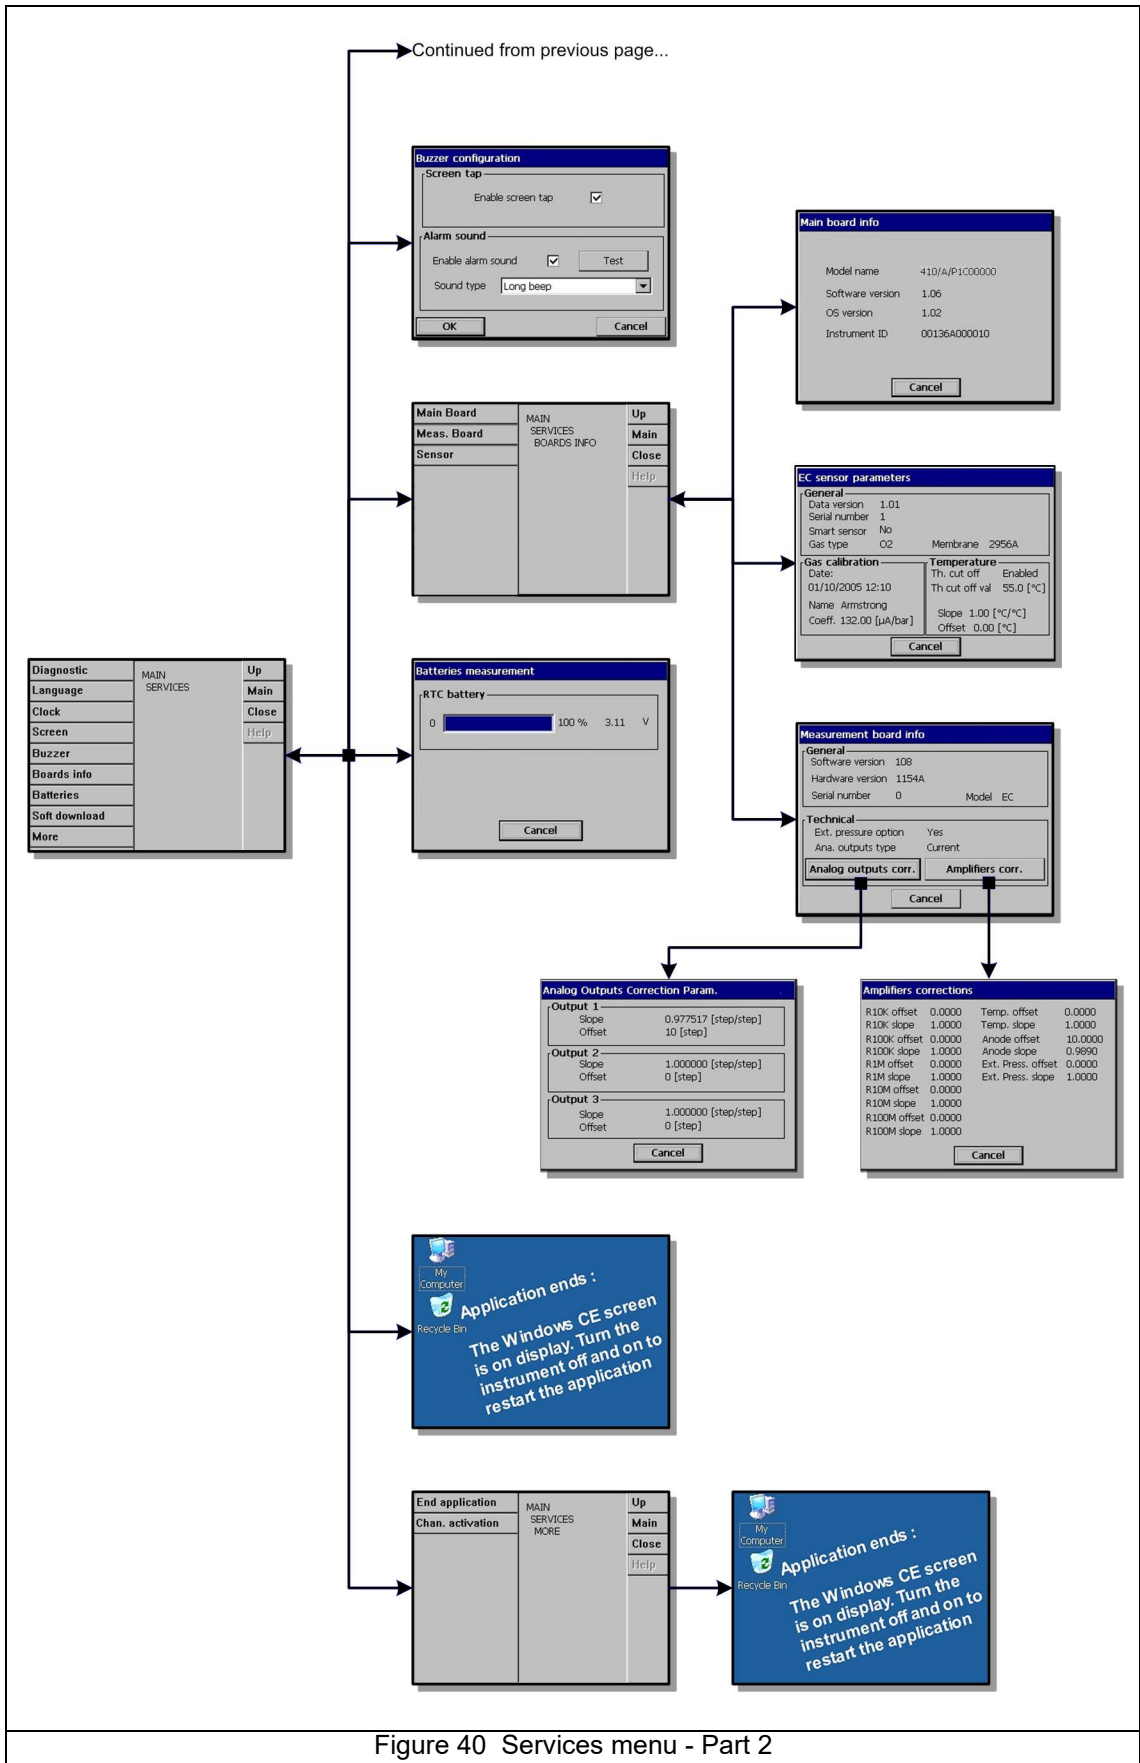 Continued from previous page...
Buzzer configuration
Screen tap
Enable screen tap
Alarm sound
Enable alarm sound Test
Sound type Long beep
OK Cancel
Main board info
Model name 410/A/P1C00000
Software version 1.06
OS version 1.02
Instrument ID 00136A000010
Cancel
Main Board
Meas. Board
Sensor
MAIN
SERVICES
BOARDS INFO
Up
Main
Close
Help
EC sensor parameters
General
Data version 1.01
Serial number 1
Smart sensor No
Gas type O2 Membrane 2956A
Gas calibration
Date:
01/10/2005 12:10
Name Armstrong
Coeff. 132.00 [µA/bar]
Temperature
Th. cut off Enabled
Th cut off val 55.0 [°C]
Slope 1.00 [°C/°C]
Offset 0.00 [°C]
Cancel
Diagnostic
Language
Clock
Screen
Buzzer
Boards info
Batteries
Soft download
More
MAIN
SERVICES
Up
Main
Close
Help
Batteries measurement
RTC battery
0 100 % 3.11 V
Cancel
Measurement board info
General
Software version 108
Hardware version 1154A
Serial number 0 Model EC
Technical
Ext. pressure option Yes
Ana. outputs type Current
Analog outputs corr. Amplifiers corr.
Cancel
Analog Outputs Correction Param.
Output 1
Slope 0.977517 [step/step]
Offset 10 [step]
Output 2
Slope 1.000000 [step/step]
Offset 0 [step]
Output 3
Slope 1.000000 [step/step]
Offset 0 [step]
Cancel
Amplifiers corrections
R10K offset 0.0000 Temp. offset 0.0000
R10K slope 1.0000 Temp. slope 1.0000
R100K offset 0.0000 Anode offset 10.0000
R100K slope 1.0000 Anode slope 0.9890
R1M offset 0.0000 Ext. Press. offset 0.0000
R1M slope 1.0000 Ext. Press. slope 1.0000
R10M offset 0.0000
R10M slope 1.0000
R100M offset 0.0000
R100M slope 1.0000
Cancel
My
Computer
Recycle Bin
Application ends :
The Windows CE screen
is on display. Turn the
instrument off and on to
restart the application
End application
Chan. activation
MAIN
SERVICES
MORE
Up
Main
Close
Help
My
Computer
Recycle Bin
Application ends :
The Windows CE screen
is on display. Turn the
instrument off and on to
restart the application
Figure 40 Services menu - Part 2